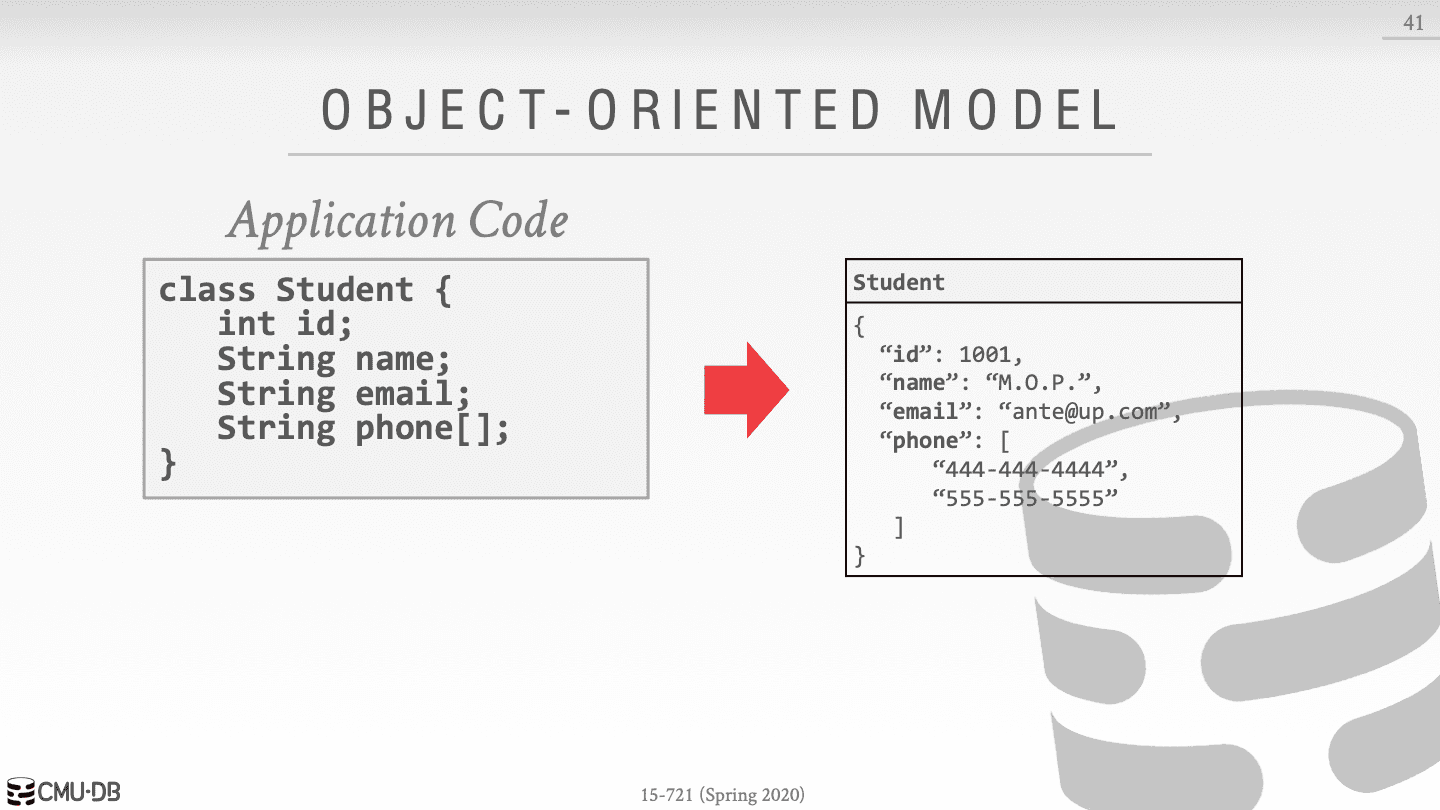 41
OBJECT-ORIENTED MODEL
Application Code
class Student {
int id;
String name;
String email;
String phone[];
}
Student
{
“id”: 1001,
“name”: “M.O.P.”,
“email”: “ante@up.com”,
“phone”: [
“444-444-4444”,
“555-555-5555”
]
}
CMU·DB
15-721 (Spring 2020)